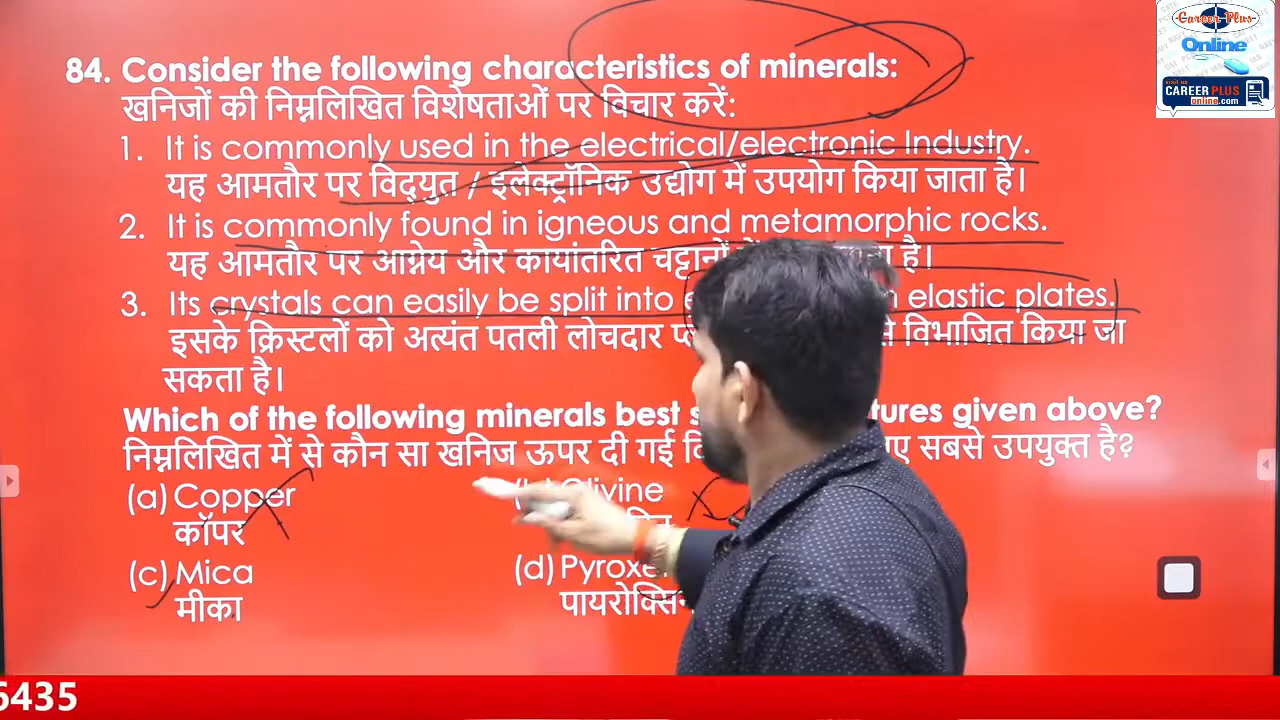 Career Plus
Online
CAREER PLUS
online.com
84. Consider the following characteristics of minerals:
खनिजों की निम्नलिखित विशेषताओं पर विचार करें:
1. It is commonly used in the electrical/electronic Industry.
यह आमतौर पर विद्युत / इलेक्ट्रॉनिक उद्योग में उपयोग किया जाता है।
2. It is commonly found in igneous and metamorphic rocks.
यह आमतौर पर आग्नेय और कायांतरित चट्टानों है।
3. Its crystals can easily be split into elastic plates.
इसके क्रिस्टलों को अत्यंत पतली लोचदार विभाजित किया जा
सकता है।
Which of the following minerals best given above?
निम्नलिखित में से कौन सा खनिज ऊपर दी गई सबसे उपयुक्त है?
(a) Copper
कॉपर
Olivine
(c) Mica
मीका
(d)
6435